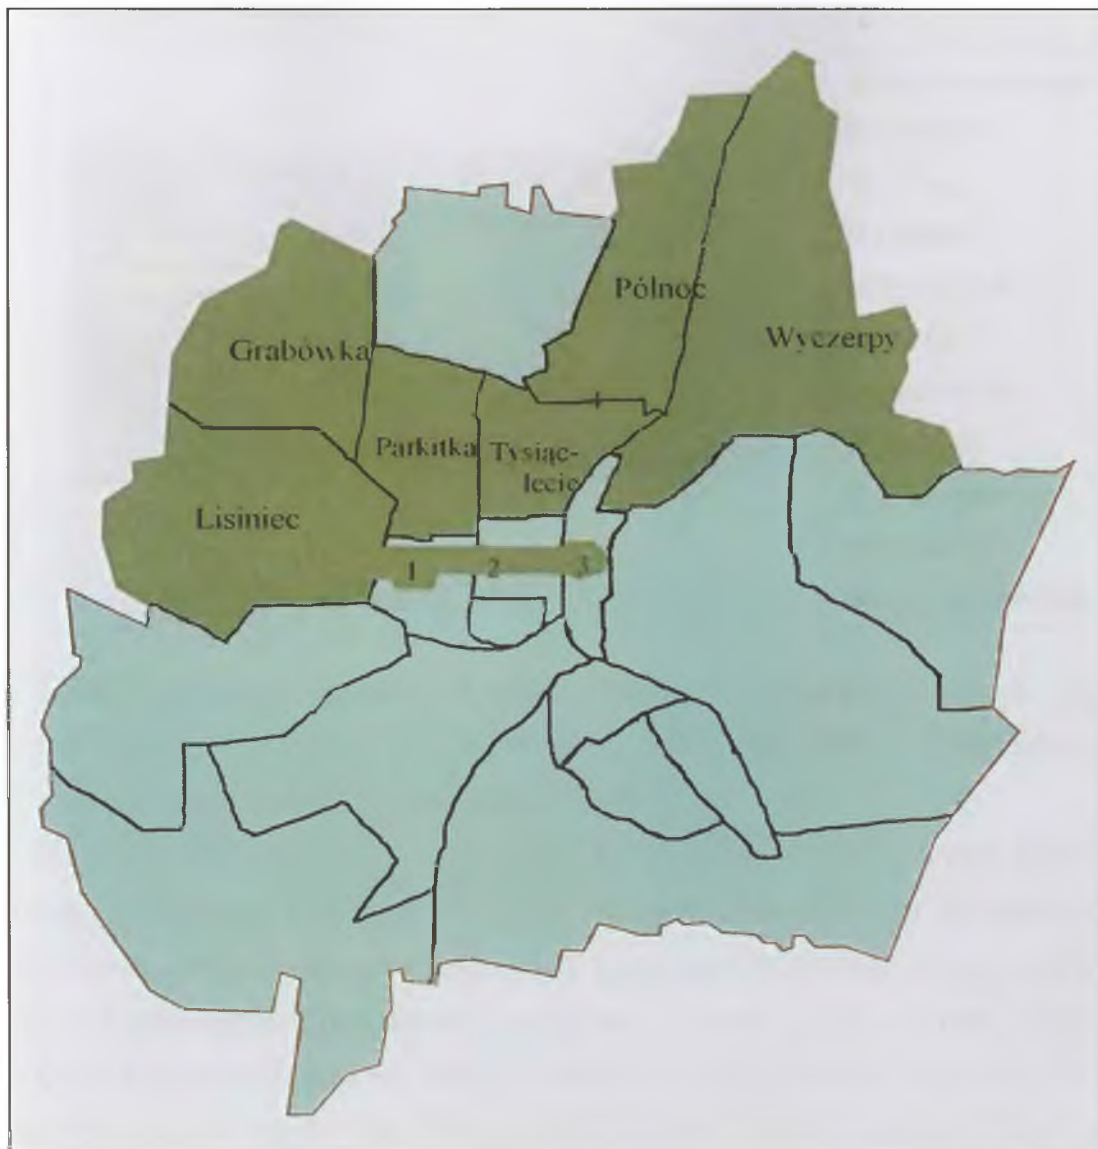 Północ
Wyczerpy
Grabówka
Parkitka
Tysiąc-
lecie
Lisiniec
1
2
3